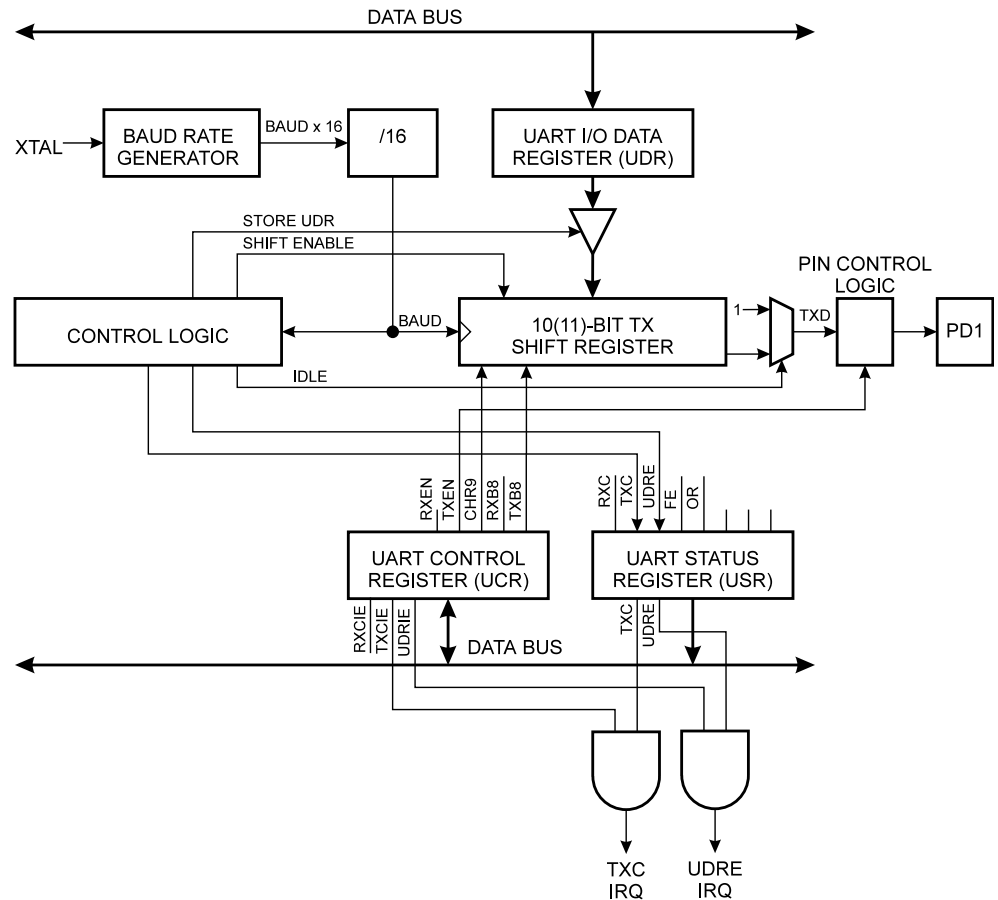 DATA BUS
XTAL
BAUD RATE
GENERATOR
BAUD x 16
/16
UART I/O DATA
REGISTER (UDR)
STORE UDR
SHIFT ENABLE
CONTROL LOGIC
BAUD
10(11)-BIT TX
SHIFT REGISTER
1
TXD
PIN CONTROL
LOGIC
PD1
IDLE
RXEN
TXEN
CHR9
RXB8
TXB8
RXC
TXC
UDRE
FE
OR
UART CONTROL
REGISTER (UCR)
UART STATUS
REGISTER (USR)
RXCIE
TXCIE
UDRIE
TXC
UDRE
DATA BUS
TXC
IRQ
UDRE
IRQ